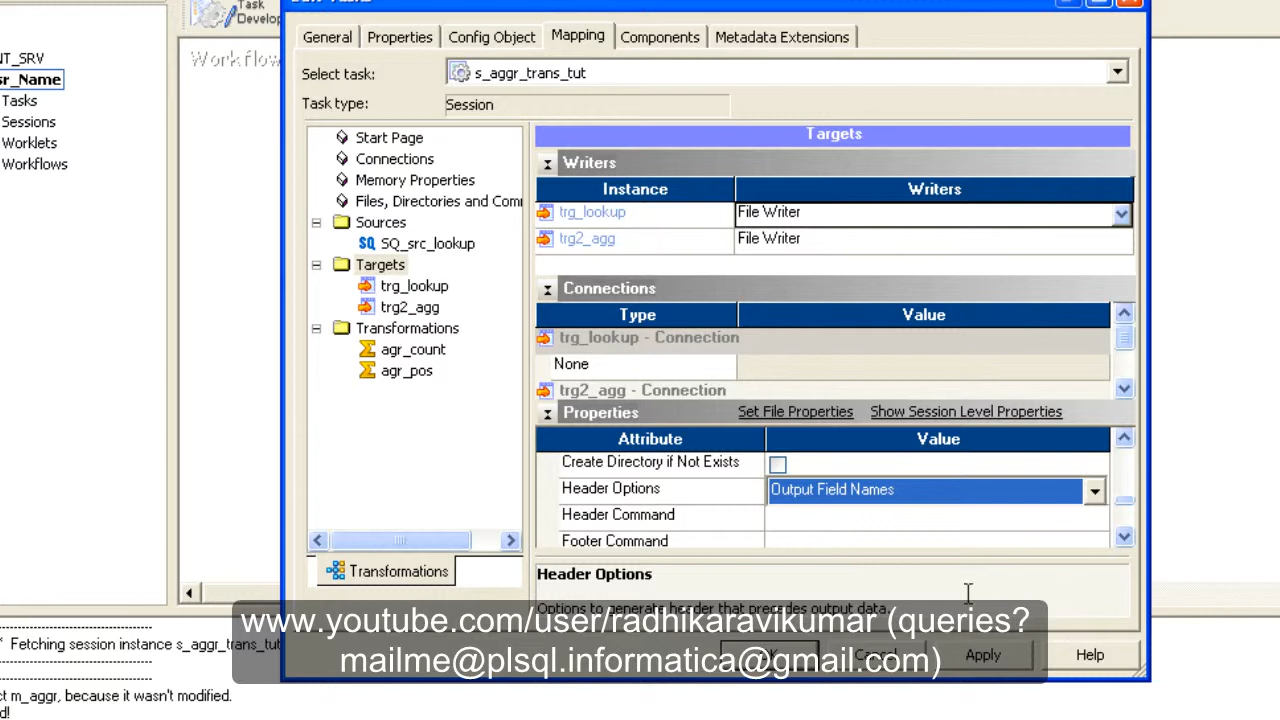 Task
Develop
NT_SRV
sr_Name
Tasks
Sessions
Worklets
Workflows
Workflow
General
Properties
Config Object
Mapping
Components
Metadata Extensions
Select task:
s_aggr_trans_tut
Task type:
Session
Start Page
Connections
Memory Properties
Files, Directories and Comm
Sources
SQ SQ_src_lookup
Targets
trg_lookup
trg2_agg
Transformations
agr_count
agr_pos
Transformations
Targets
Writers
Instance Writers
trg_lookup File Writer
trg2_agg File Writer
Connections
Type Value
trg_lookup - Connection
None
trg2_agg - Connection
Properties Set File Properties Show Session Level Properties
Attribute Value
Create Directory if Not Exists
Header Options Output Field Names
Header Command
Footer Command
Header Options
Options to generate header that precedes output data.
OK Cancel Apply Help
* Fetching session instance s_aggr_trans_tut
ct m_aggr, because it wasn't modified.
d!
www.youtube.com/user/radhikaravikumar (queries?
mailme@plsql.informatica@gmail.com)